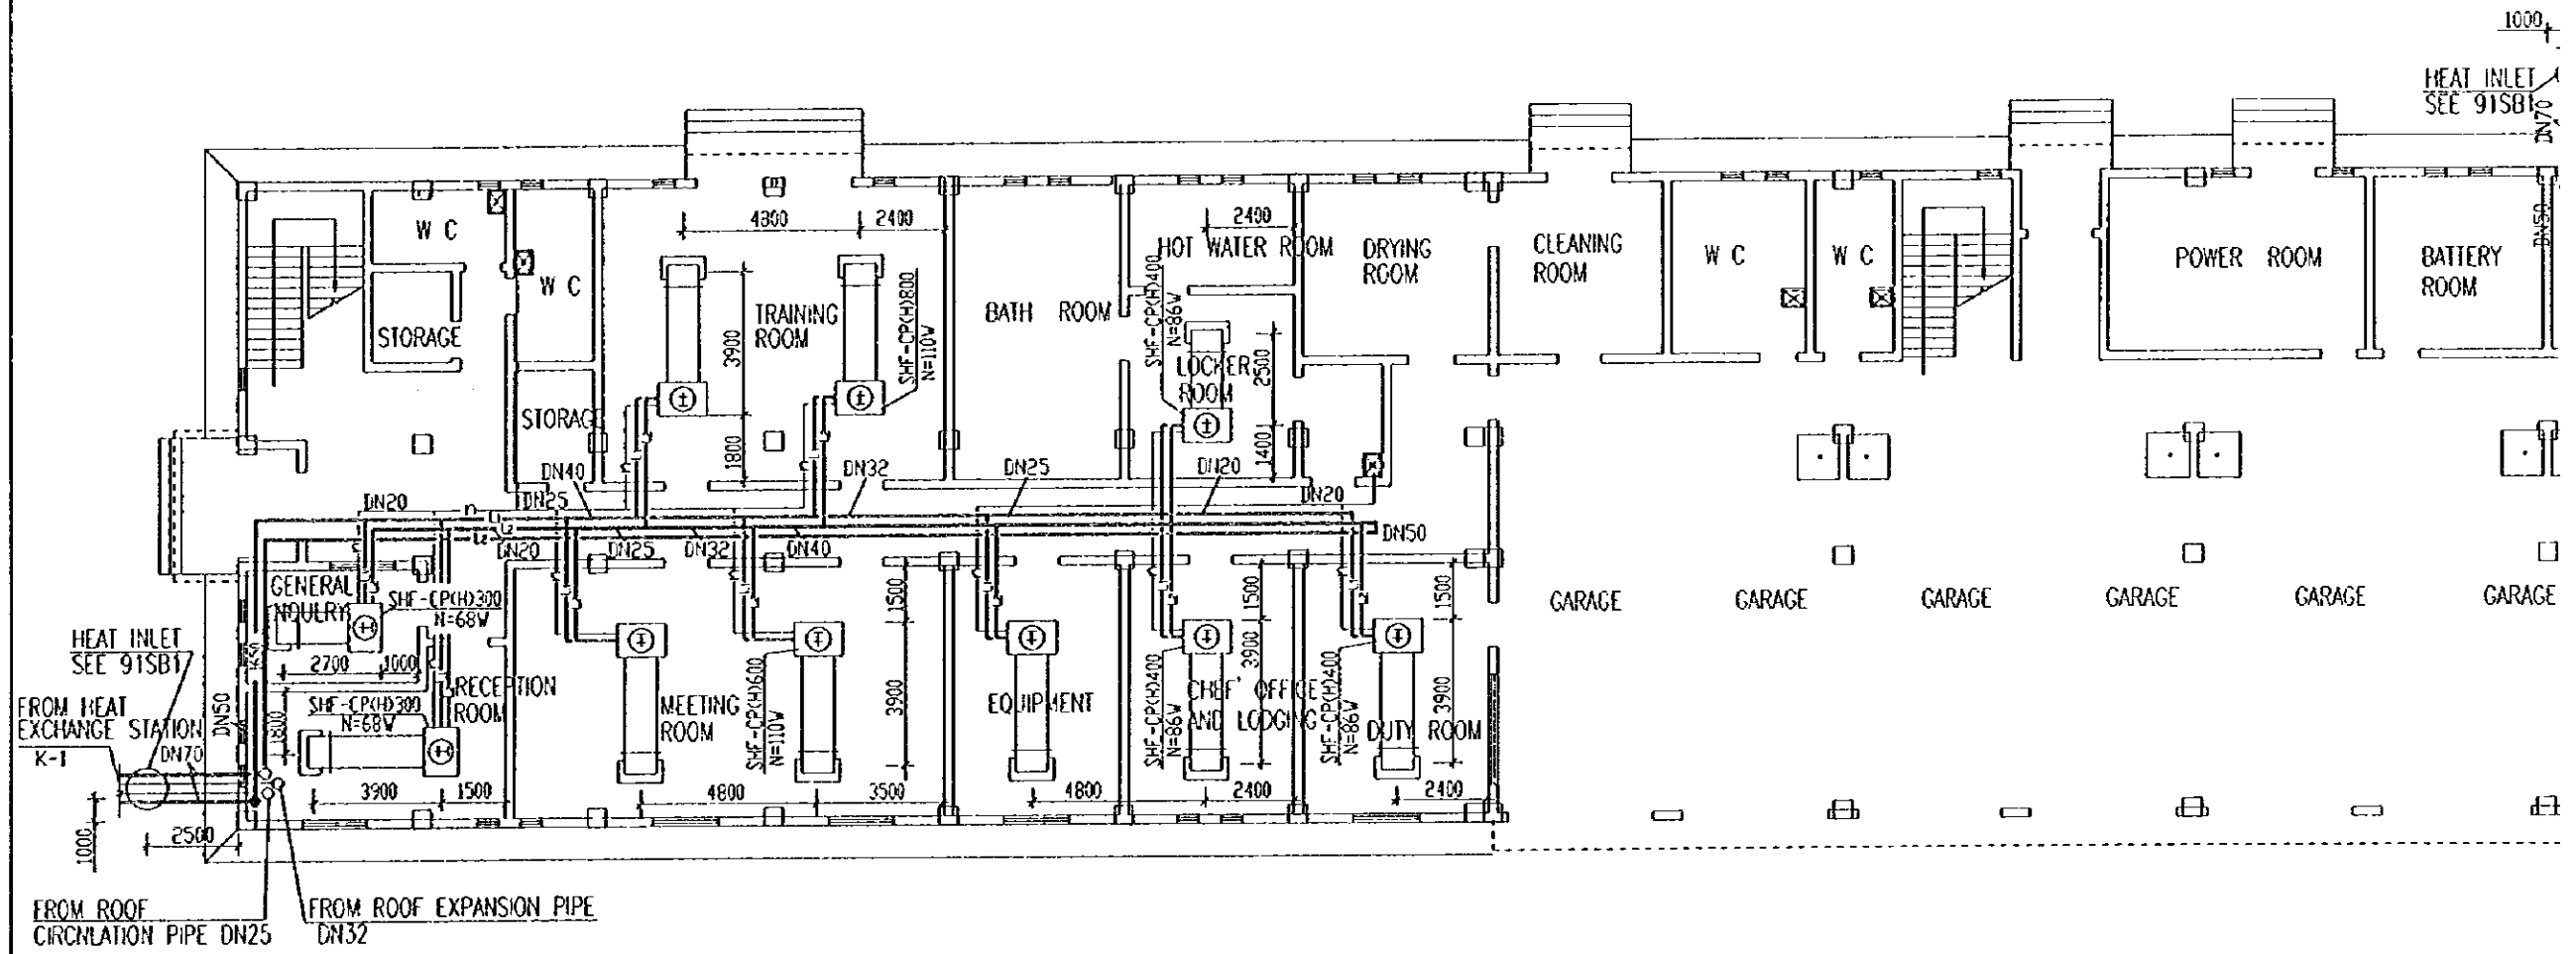 1000
HEAT INLET
SEE 91SB1
DN70
4800
2400
2400
W C
HOT WATER ROOM
DRYING
ROOM
CLEANING
ROOM
W C
W C
POWER ROOM
BATTERY
ROOM
DN50
W C
STORAGE
3900
TRAINING
ROOM
SHF-CP(H)800
N=110W
BATH ROOM
SHF-CP(H)400
N=86W
LOCKER
ROOM
2500
STORAG
1800
1400
DN40
DN32
DN25
DN20
DN20
DN25
DN20
DN20
DN25
DN32
DN40
DN50
GENERAL
NQULRY
SHF-CP(H)300
N=68W
1500
1500
1500
GARAGE
GARAGE
GARAGE
GARAGE
GARAGE
GARAGE
HEAT INLET
SEE 91SB1
2700
1000
RECEPTION
ROOM
SHF-CP(H)300
N=68W
1800
DN50
FROM HEAT
EXCHANGE STATION
K-1
DN70
MEETING
ROOM
SHF-CP(H)600
N=110W
3900
EQUIPMENT
SHF-CP(H)400
N=86W
3900
CHEF' OFFICE
AND LODGING
SHF-CP(H)400
N=86W
3900
DUTY ROOM
3900
1500
4800
3500
4800
2400
2400
1000
2500
FROM ROOF
CIRCNLATION PIPE DN25
FROM ROOF EXPANSION PIPE
DN32